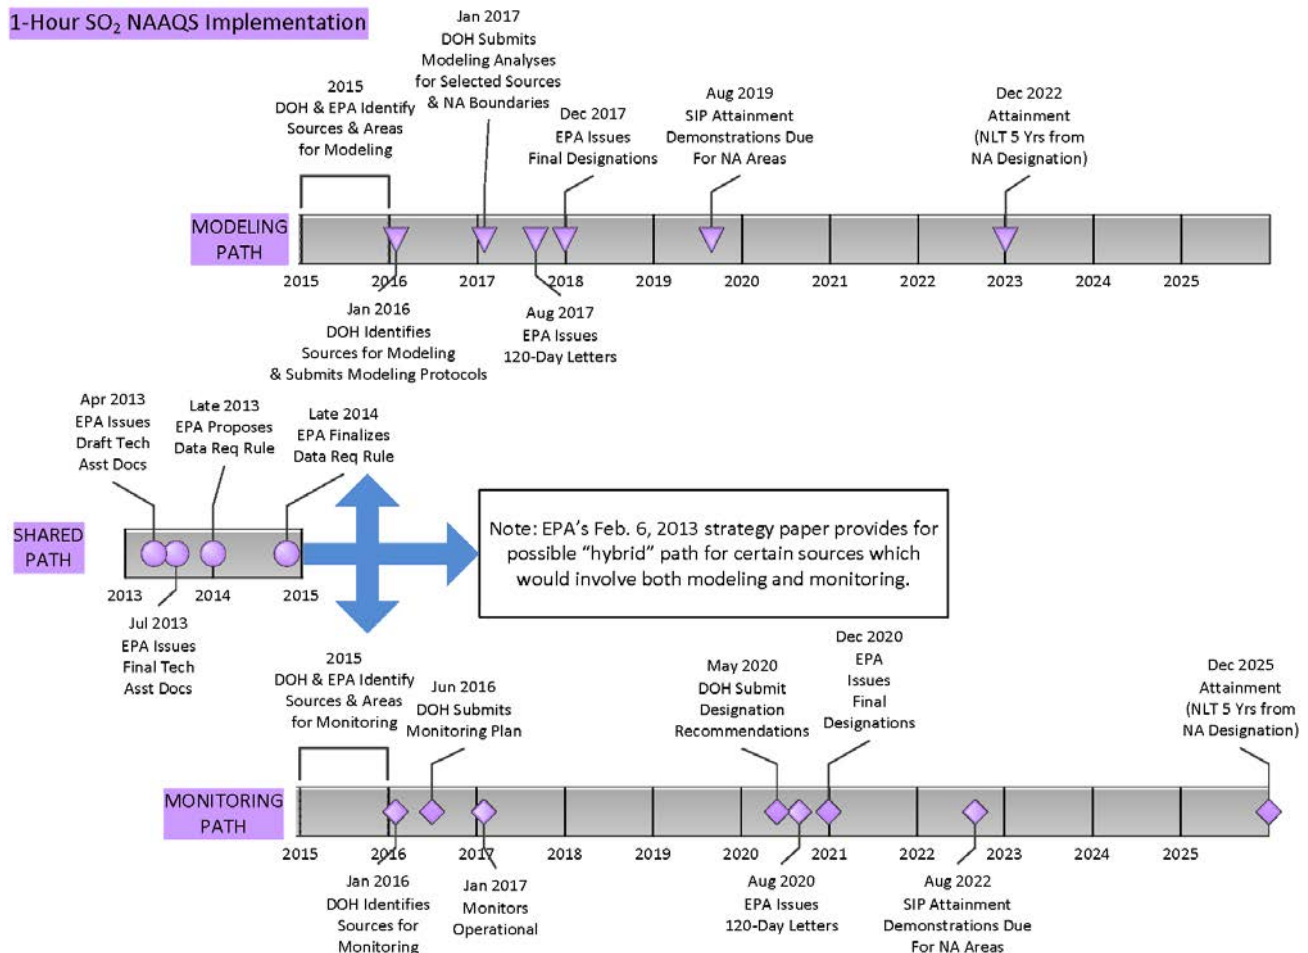 1-Hour SO₂ NAAQS Implementation
2015
DOH & EPA Identify
Sources & Areas
for Modeling
Jan 2017
DOH Submits
Modeling Analyses
for Selected Sources
& NA Boundaries
Dec 2017
EPA Issues
Final Designations
Aug 2019
SIP Attainment
Demonstrations Due
For NA Areas
Dec 2022
Attainment
(NLT 5 Yrs from
NA Designation)
MODELING
PATH
2015 2016 2017 2018 2019 2020 2021 2022 2023 2024 2025
Jan 2016
DOH Identifies
Sources for Modeling
& Submits Modeling Protocols
Aug 2017
EPA Issues
120-Day Letters
Apr 2013
EPA Issues
Draft Tech
Asst Docs
Late 2013
EPA Proposes
Data Req Rule
Late 2014
EPA Finalizes
Data Req Rule
SHARED
PATH
2013 2014 2015
Jul 2013
EPA Issues
Final Tech
Asst Docs
Note: EPA's Feb. 6, 2013 strategy paper provides for
possible "hybrid" path for certain sources which
would involve both modeling and monitoring.
2015
DOH & EPA Identify
Sources & Areas
for Monitoring
Jun 2016
DOH Submits
Monitoring Plan
May 2020
DOH Submit
Designation
Recommendations
Dec 2020
EPA
Issues
Final
Designations
Dec 2025
Attainment
(NLT 5 Yrs from
NA Designation)
MONITORING
PATH
2015 2016 2017 2018 2019 2020 2021 2022 2023 2024 2025
Jan 2016
DOH Identifies
Sources for
Monitoring
Jan 2017
Monitors
Operational
Aug 2020
EPA Issues
120-Day Letters
Aug 2022
SIP Attainment
Demonstrations Due
For NA Areas